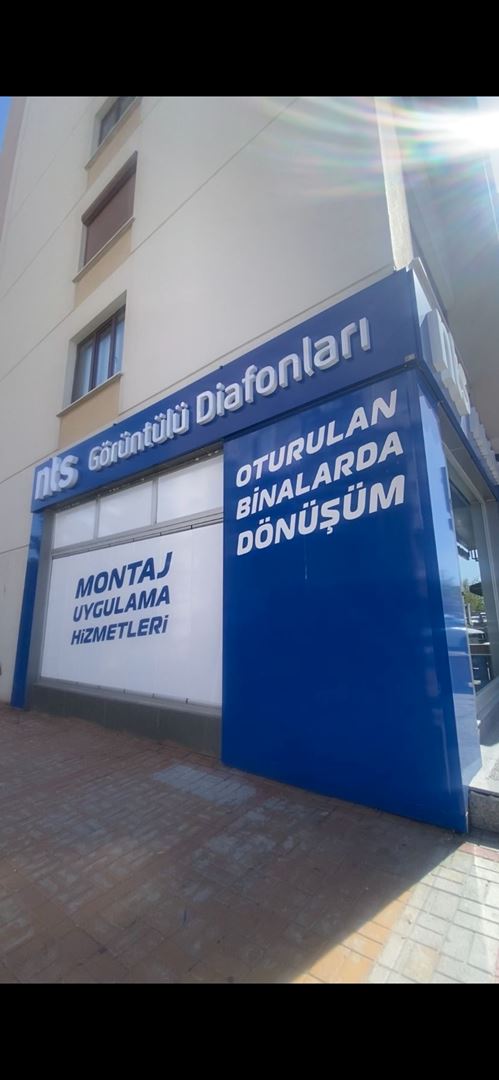 nts Görüntülü Diafonları
OTURULAN
BİNALARDA
DÖNÜŞÜM
MONTAJ
UYGULAMA
HİZMETLERİ